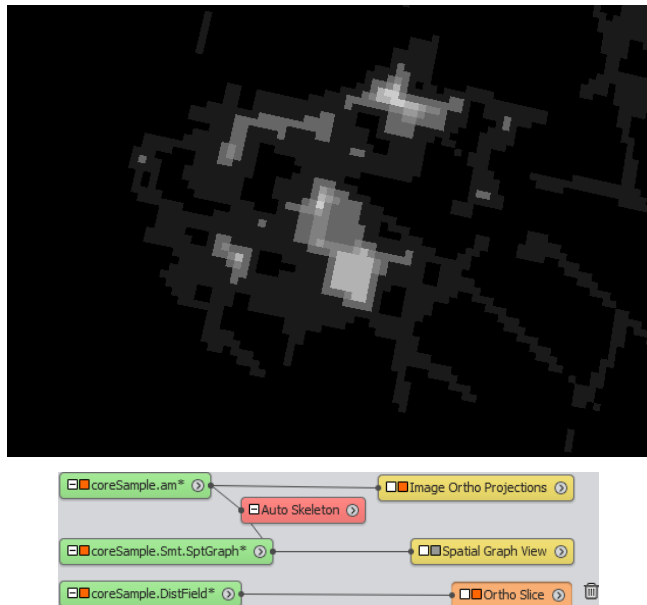 coreSample.am* Image Ortho Projections
Auto Skeleton
coreSample.Smt.SptGraph* Spatial Graph View
coreSample.DistField* Ortho Slice